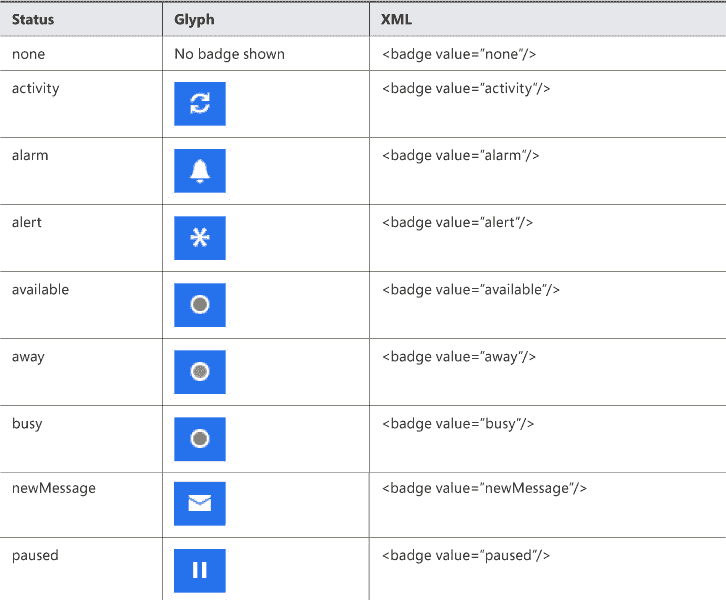 Status Glyph XML
none No badge shown <badge value="none"/>
activity <badge value="activity"/>
alarm <badge value="alarm"/>
alert <badge value="alert"/>
available <badge value="available"/>
away <badge value="away"/>
busy <badge value="busy"/>
newMessage <badge value="newMessage"/>
paused <badge value="paused"/>